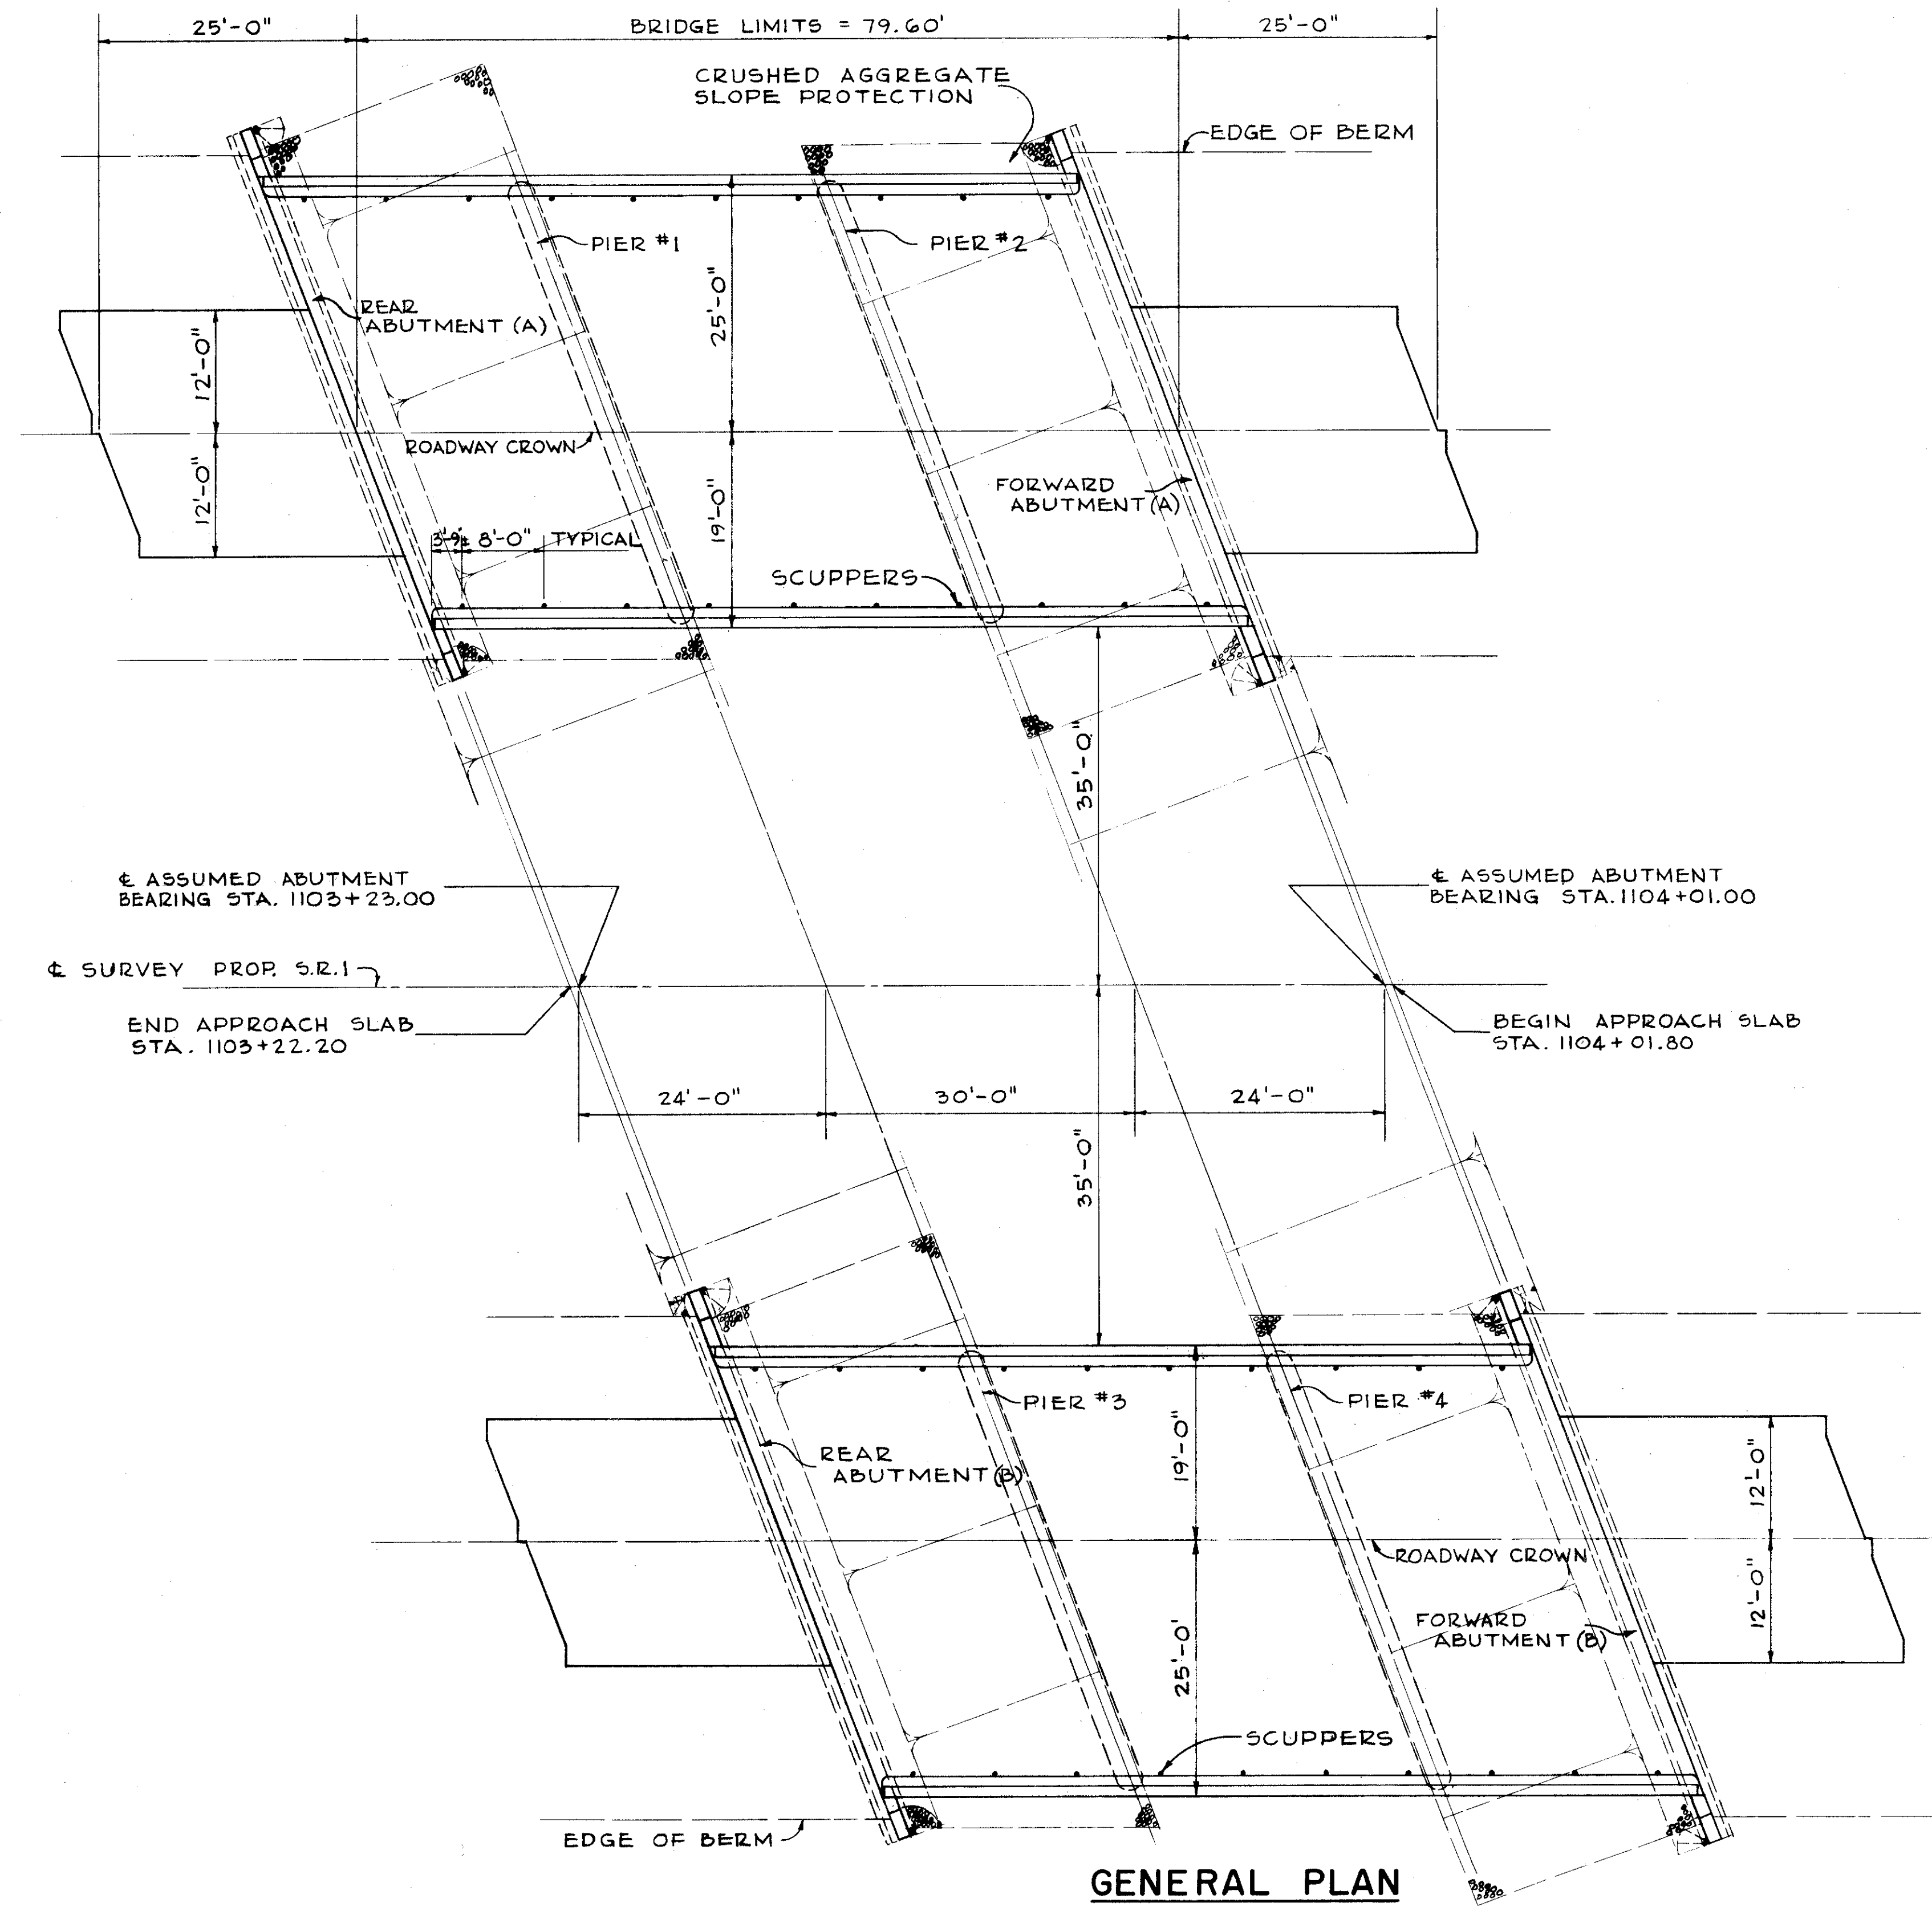 25'-0"
BRIDGE LIMITS = 79.60'
25'-0"
CRUSHED AGGREGATE
SLOPE PROTECTION
EDGE OF BERM
PIER #1
PIER #2
25'-0"
REAR
ABUTMENT (A)
12'-0"
ROADWAY CROWN
12'-0"
19'-0"
FORWARD
ABUTMENT (A)
3'-9"± 8'-0" TYPICAL
SCUPPERS
35'-0"
℄ ASSUMED ABUTMENT
BEARING STA. 1103+23.00
℄ ASSUMED ABUTMENT
BEARING STA. 1104+01.00
℄ SURVEY PROP. S.R.1
END APPROACH SLAB
STA. 1103+22.20
BEGIN APPROACH SLAB
STA. 1104+01.80
24'-0"
30'-0"
24'-0"
35'-0"
PIER #3
PIER #4
19'-0"
REAR
ABUTMENT (B)
12'-0"
ROADWAY CROWN
12'-0"
FORWARD
ABUTMENT (B)
25'-0'
SCUPPERS
EDGE OF BERM
GENERAL PLAN